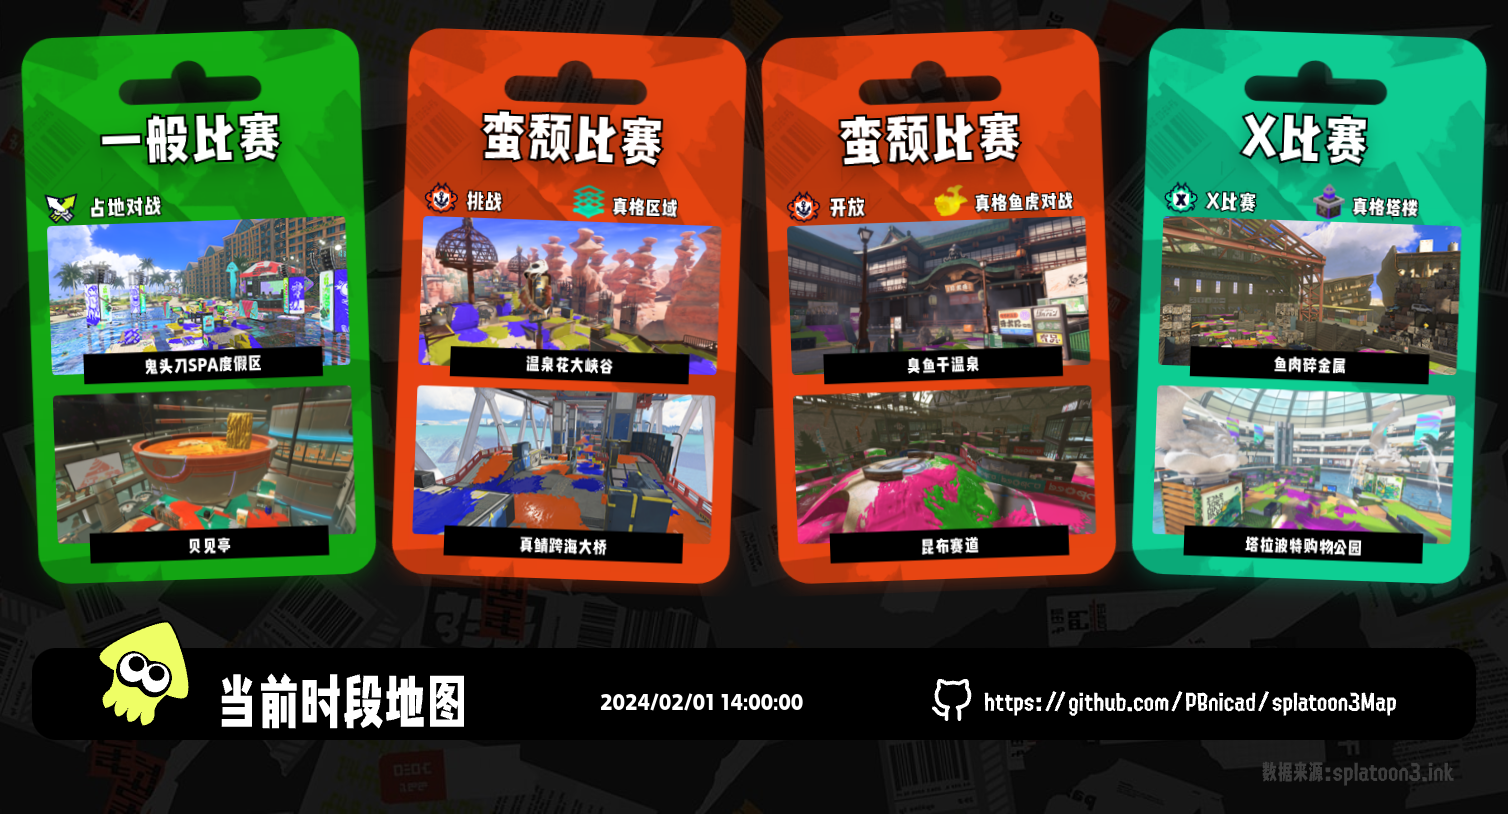 一般比赛
占地对战
鬼头刀SPA度假区
贝见亭
蛮颓比赛
挑战
真格区域
温泉花大峡谷
真鲭跨海大桥
蛮颓比赛
开放
真格鱼虎对战
臭鱼干温泉
昆布赛道
X比赛
X比赛
真格塔楼
鱼肉碎金属
塔拉波特购物公园
当前时段地图
2024/02/01 14:00:00
https://github.com/PBnicad/splatoon3Map
数据来源:splatoon3.ink